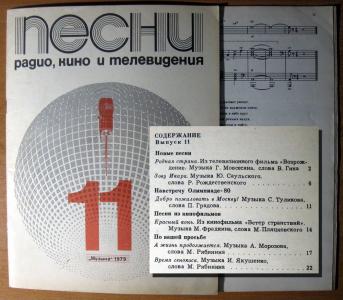 песни
радио, кино и телевидения
11
„Музыка" 1979
СОДЕРЖАНИЕ
Выпуск 11
Новые песни
Родная страна. Из телевизионного фильма «Возрождение». Музыка Г. Мовсесяна, слова В. Гина 2
Зову Икара. Музыка Ю. Саульского,
слова Р. Рождественского 6
Навстречу Олимпиаде-80
Добро пожаловать в Москву! Музыка С. Туликова,
слова П. Градова. 11
Песни из кинофильмов
Красный конь. Из кинофильма «Ветер странствий».
Музыка М. Фрадкина, слова М. Пляцковского 14
По вашей просьбе
А жизнь продолжается. Музыка А. Морозова,
слова М. Рябинина 17
Время сенокоса. Музыка И. Якушенко,
слова М. Рябинина 22